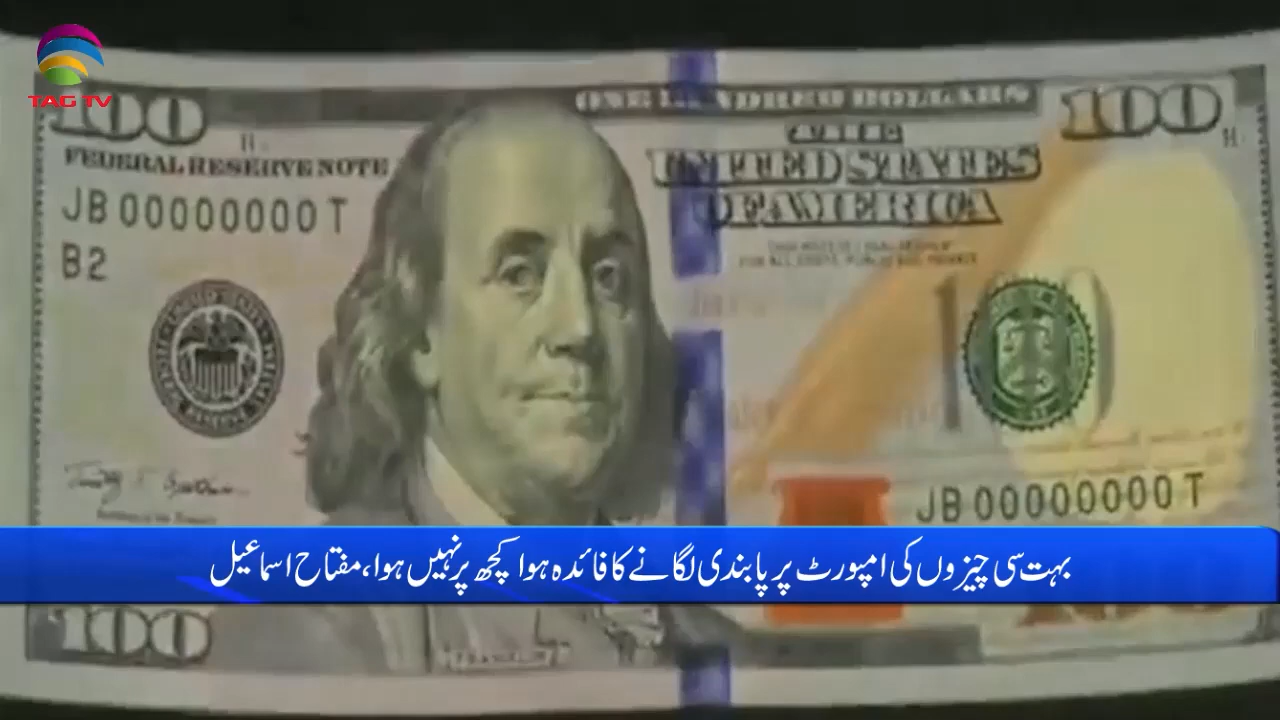 TAG TV
100
ONE HUNDRED DOLLARS
100
H
FEDERAL RESERVE NOTE
THE
UNITED STATES
OF AMERICA
JB 00000000 T
B2
JB 00000000 T
بہت سی چیزوں کی امپورٹ پر پابندی لگانے کا فائدہ ہوا کچھ پر نہیں ہوا، مفتاح اسماعیل
100
FRANKLIN